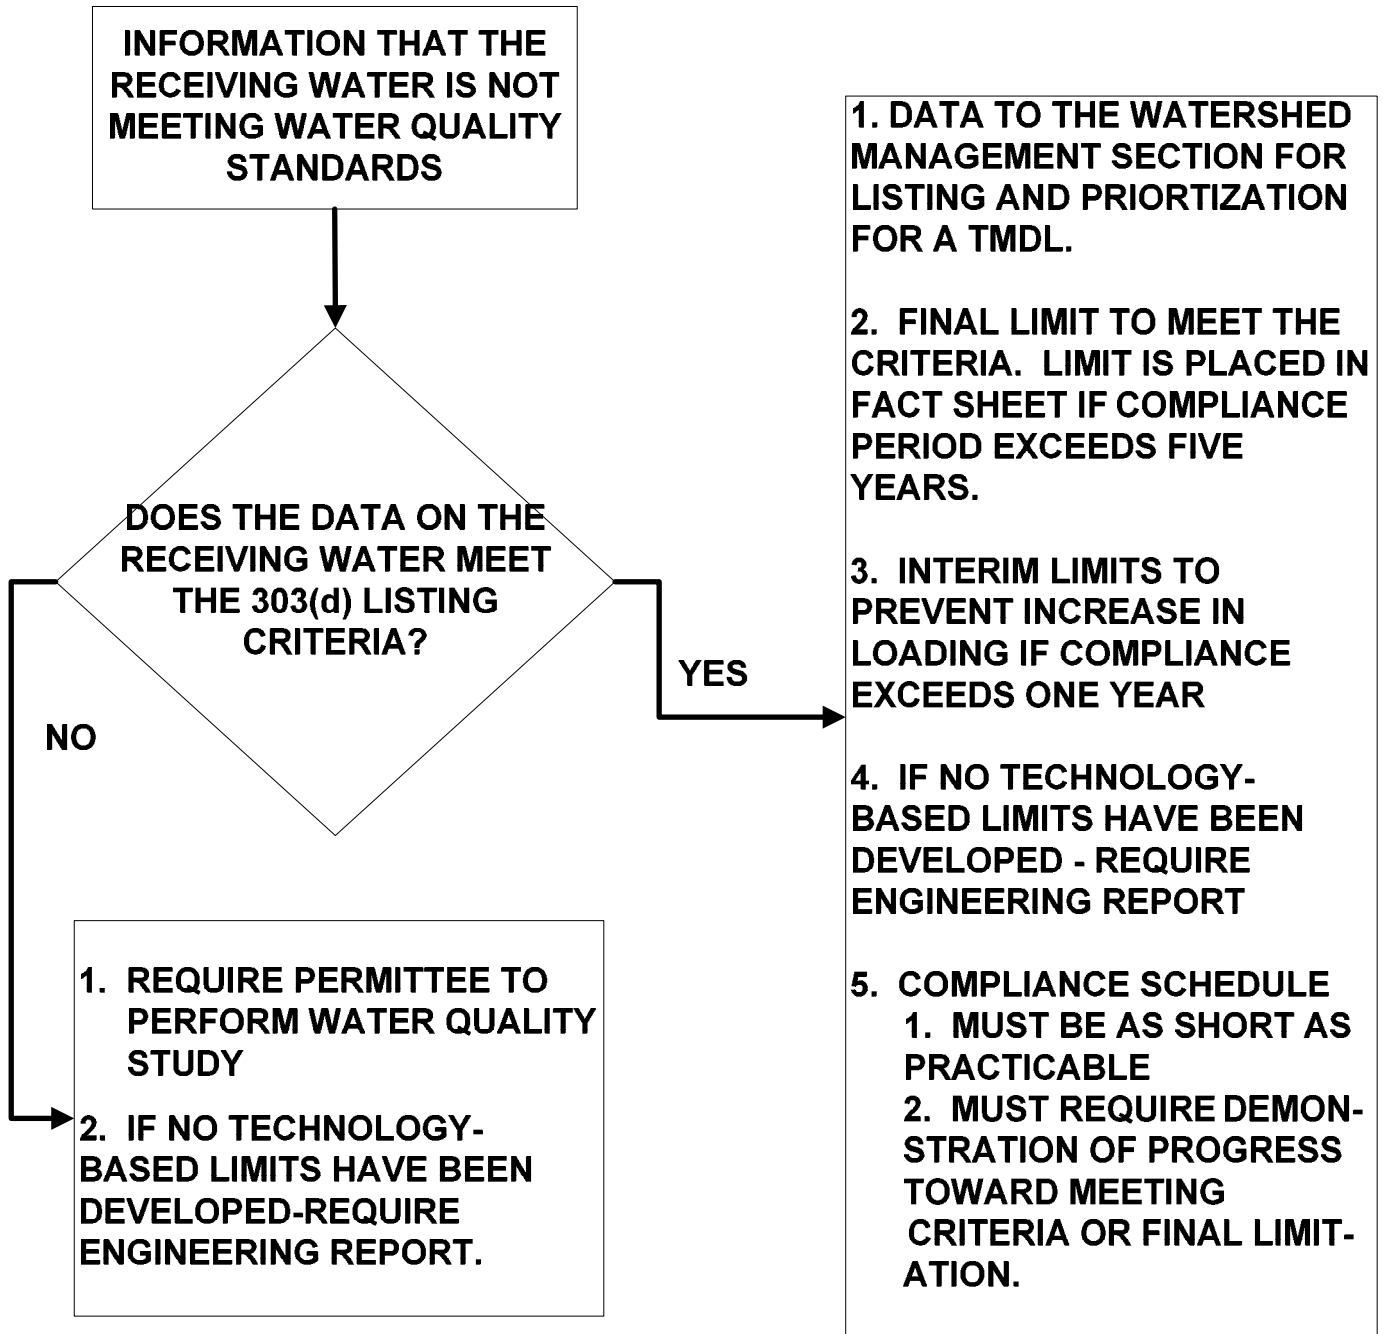 INFORMATION THAT THE
RECEIVING WATER IS NOT
MEETING WATER QUALITY
STANDARDS
DOES THE DATA ON THE
RECEIVING WATER MEET
THE 303(d) LISTING
CRITERIA?
NO
YES
1.  REQUIRE PERMITTEE TO
PERFORM WATER QUALITY
STUDY
2.  IF NO TECHNOLOGY-
BASED LIMITS HAVE BEEN
DEVELOPED-REQUIRE
ENGINEERING REPORT.
1. DATA TO THE WATERSHED
MANAGEMENT SECTION FOR
LISTING AND PRIORTIZATION
FOR A TMDL.
2.  FINAL LIMIT TO MEET THE
CRITERIA.  LIMIT IS PLACED IN
FACT SHEET IF COMPLIANCE
PERIOD EXCEEDS FIVE
YEARS.
3.  INTERIM LIMITS TO
PREVENT INCREASE IN
LOADING IF COMPLIANCE
EXCEEDS ONE YEAR
4.  IF NO TECHNOLOGY-
BASED LIMITS HAVE BEEN
DEVELOPED - REQUIRE
ENGINEERING REPORT
5.  COMPLIANCE SCHEDULE
1.  MUST BE AS SHORT AS
PRACTICABLE
2.  MUST REQUIRE DEMON-
STRATION OF PROGRESS
TOWARD MEETING
CRITERIA OR FINAL LIMIT-
ATION.